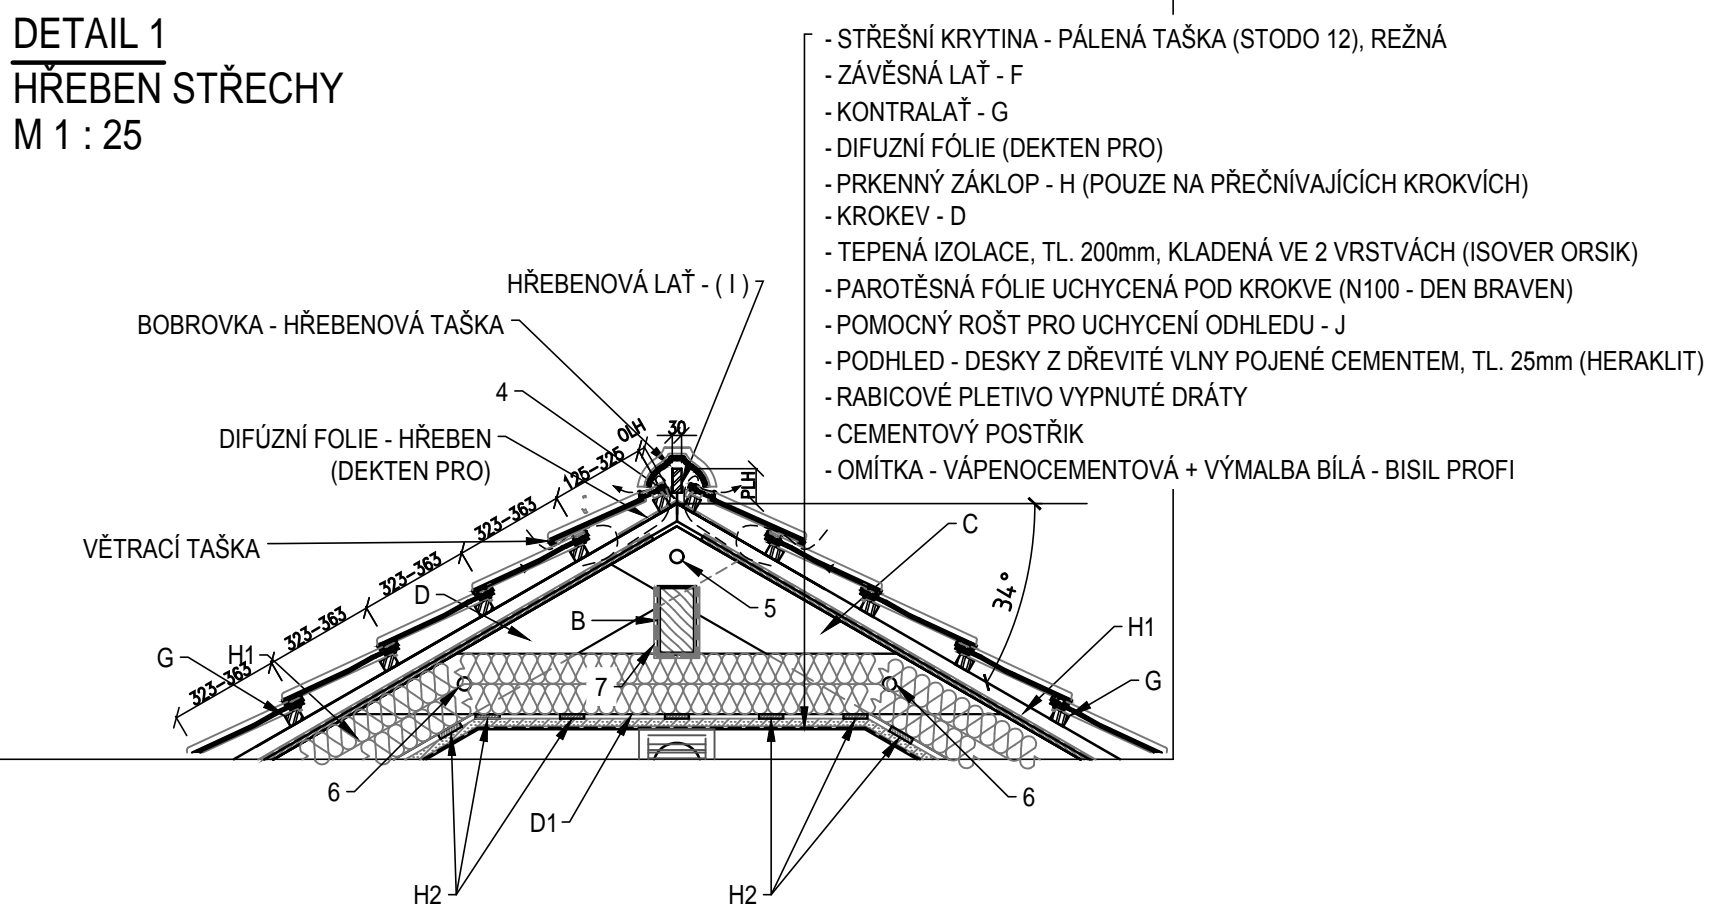 DETAIL 1
HŘEBEN STŘECHY
M 1 : 25
- STŘEŠNÍ KRYTINA - PÁLENÁ TAŠKA (STODO 12), REŽNÁ
- ZÁVĚSNÁ LAŤ - F
- KONTRALAŤ - G
- DIFUZNÍ FÓLIE (DEKTEN PRO)
- PRKENNÝ ZÁKLOP - H (POUZE NA PŘEČNÍVAJÍCÍCH KROKVÍCH)
- KROKEV - D
- TEPENÁ IZOLACE, TL. 200mm, KLADENÁ VE 2 VRSTVÁCH (ISOVER ORSIK)
- PAROTĚSNÁ FÓLIE UCHYCENÁ POD KROKVE (N100 - DEN BRAVEN)
- POMOCNÝ ROŠT PRO UCHYCENÍ ODHLEDU - J
- PODHLED - DESKY Z DŘEVITÉ VLNY POJENÉ CEMENTEM, TL. 25mm (HERAKLIT)
- RABICOVÉ PLETIVO VYPNUTÉ DRÁTY
- CEMENTOVÝ POSTŘIK
- OMÍTKA - VÁPENOCEMENTOVÁ + VÝMALBA BÍLÁ - BISIL PROFI
HŘEBENOVÁ LAŤ - ( I )
BOBROVKA - HŘEBENOVÁ TAŠKA
4
DIFÚZNÍ FOLIE - HŘEBEN
(DEKTEN PRO)
VĚTRACÍ TAŠKA
OLH
30
PLH
125-325
323-363
323-363
323-363
323-363
34°
C
D
B
5
G
H1
H1
G
7
6
6
D1
H2
H2